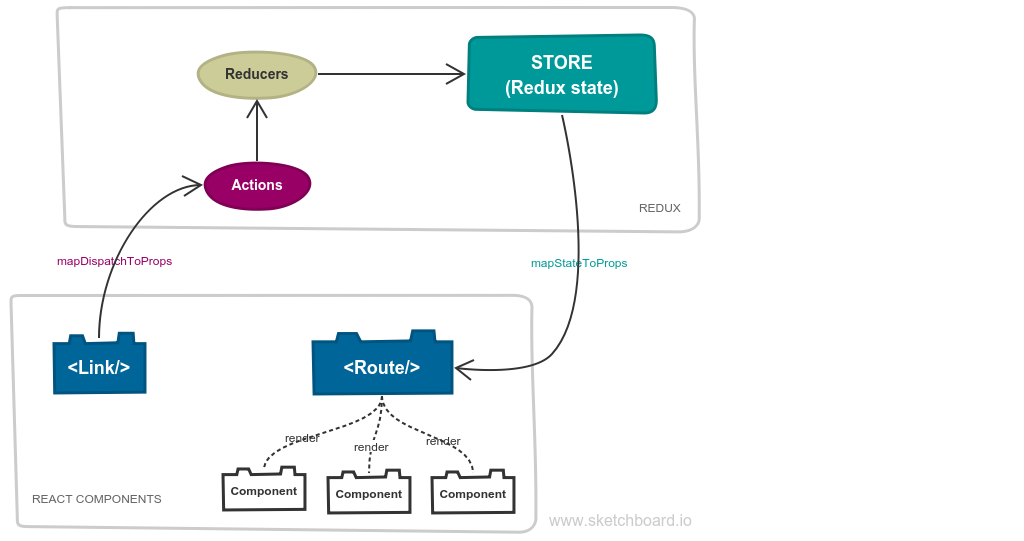 STORE
(Redux state)
Reducers
Actions
REDUX
mapDispatchToProps
mapStateToProps
<Link/>
<Route/>
render
render
render
Component
Component
Component
REACT COMPONENTS
www.sketchboard.io